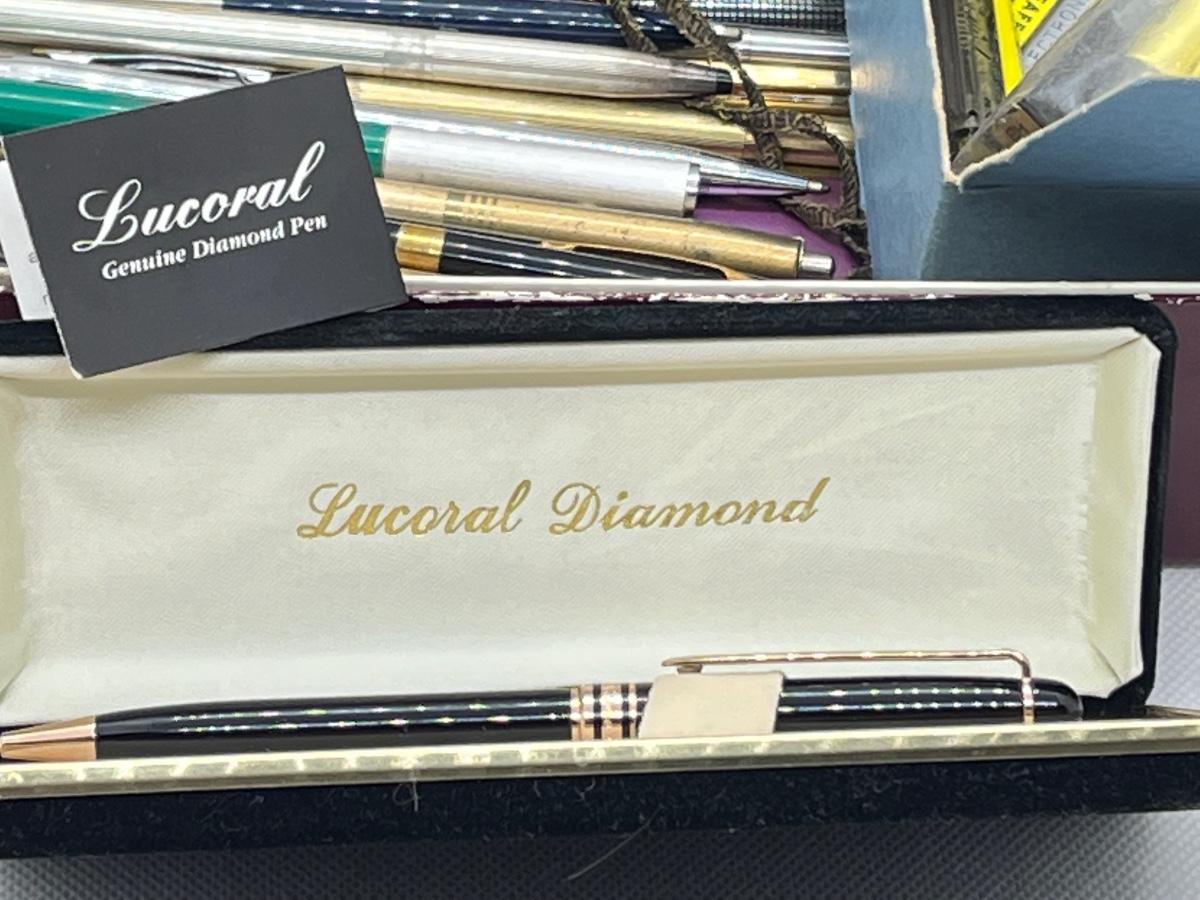 Lucoral
Genuine Diamond Pen
Lucoral Diamond